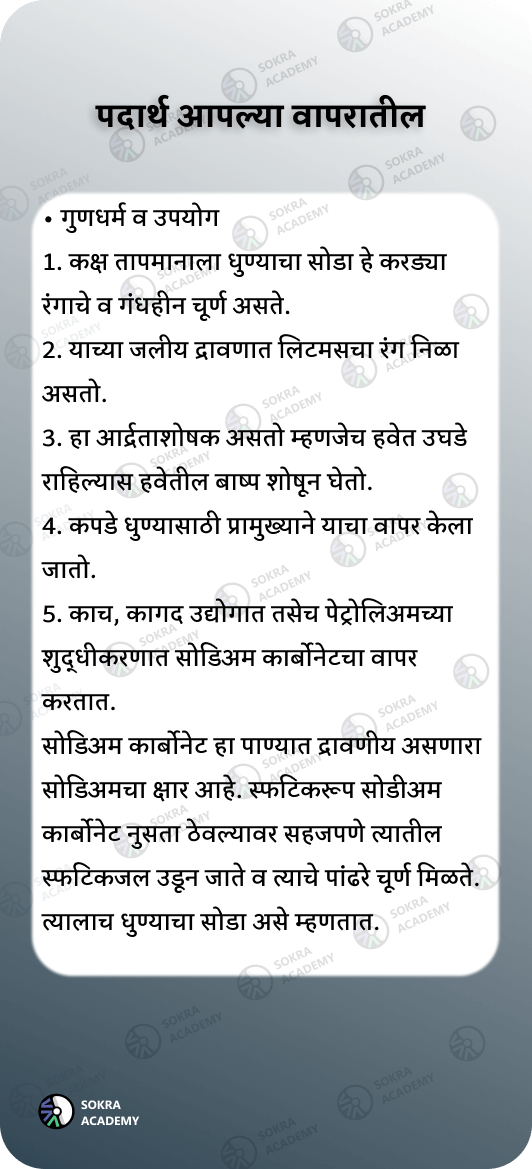 पदार्थ आपल्या वापरातील
• गुणधर्म व उपयोग
1. कक्ष तापमानाला धुण्याचा सोडा हे करड्या
रंगाचे व गंधहीन चूर्ण असते.
2. याच्या जलीय द्रावणात लिटमसचा रंग निळा
असतो.
3. हा आर्द्रताशोषक असतो म्हणजेच हवेत उघडे
राहिल्यास हवेतील बाष्प शोषून घेतो.
4. कपडे धुण्यासाठी प्रामुख्याने याचा वापर केला
जातो.
5. काच, कागद उद्योगात तसेच पेट्रोलिअमच्या
शुद्धीकरणात सोडिअम कार्बोनेटचा वापर
करतात.
सोडिअम कार्बोनेट हा पाण्यात द्रावणीय असणारा
सोडिअमचा क्षार आहे. स्फटिकरूप सोडीअम
कार्बोनेट नुसता ठेवल्यावर सहजपणे त्यातील
स्फटिकजल उडून जाते व त्याचे पांढरे चूर्ण मिळते.
त्यालाच धुण्याचा सोडा असे म्हणतात.
SOKRA
ACADEMY